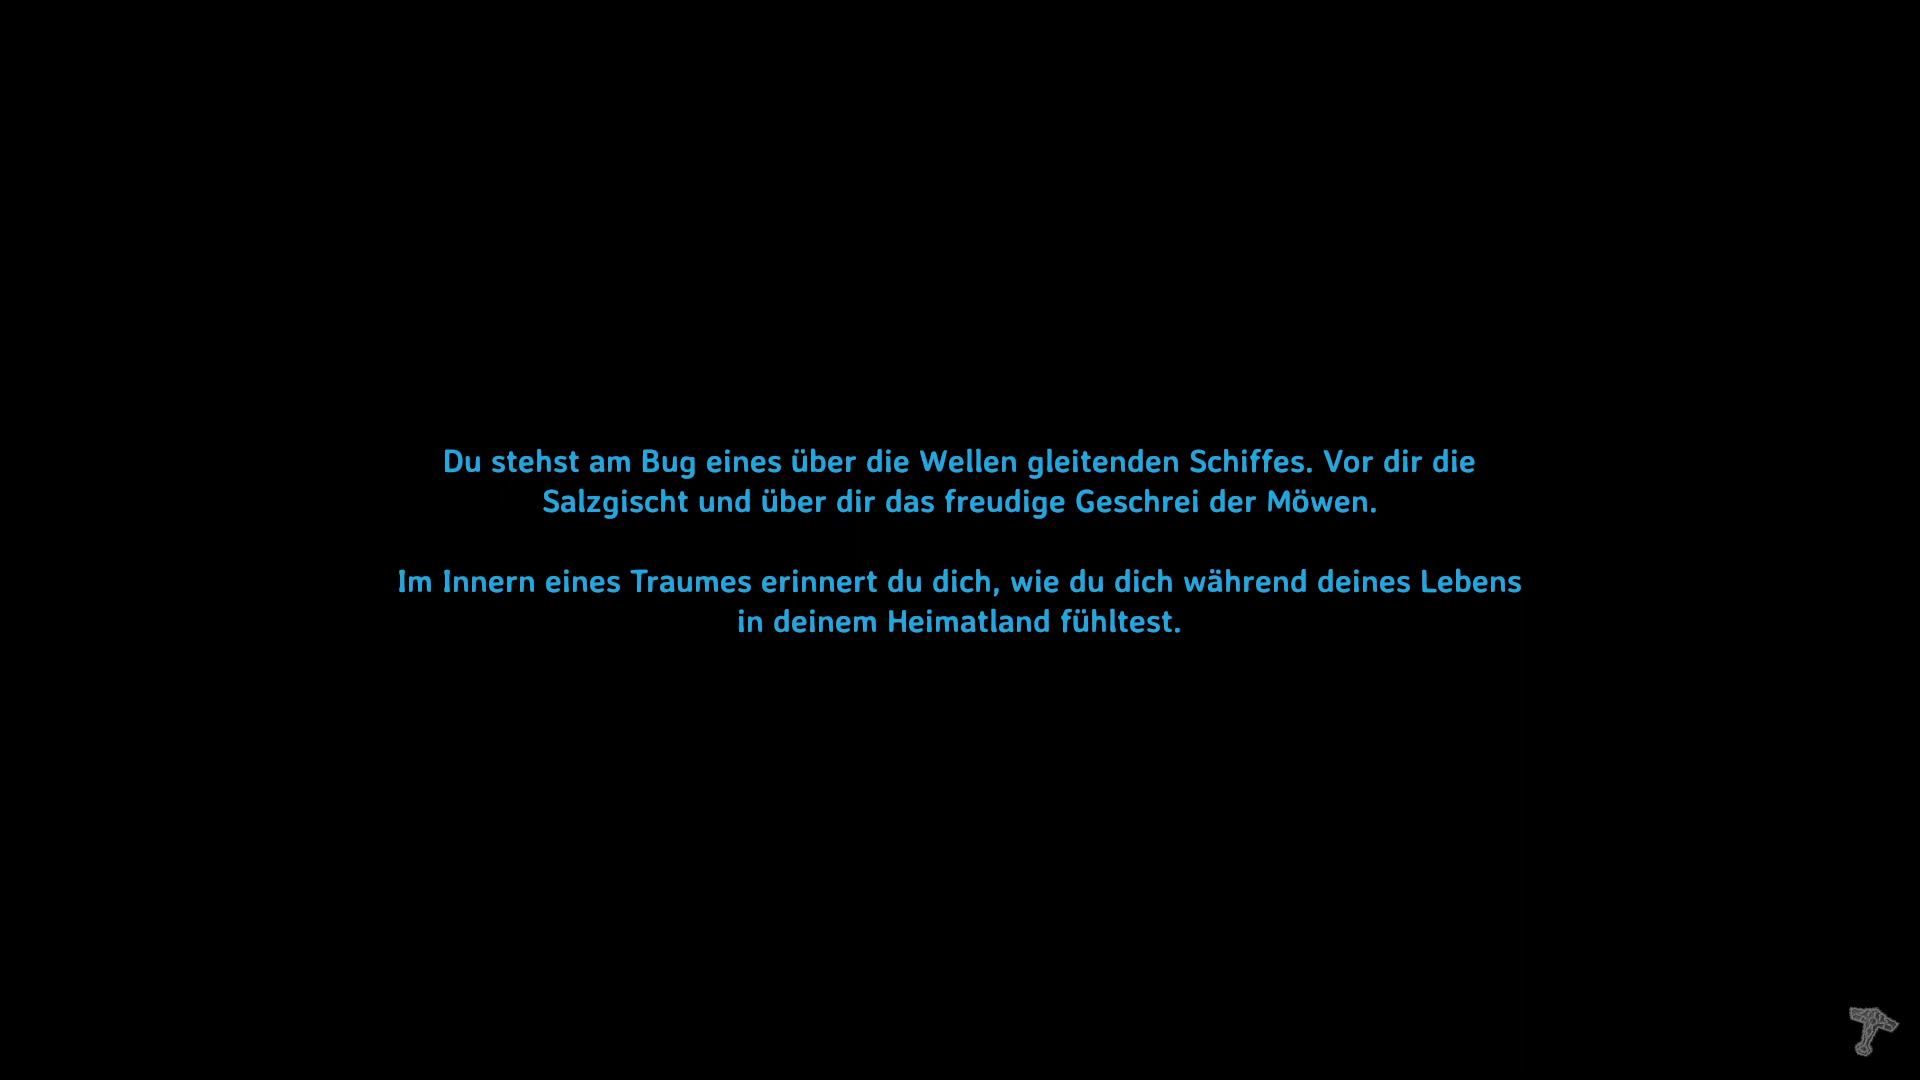 Du stehst am Bug eines über die Wellen gleitenden Schiffes. Vor dir die
Salzgischt und über dir das freudige Geschrei der Möwen.
Im Innern eines Traumes erinnert du dich, wie du dich während deines Lebens
in deinem Heimatland fühltest.